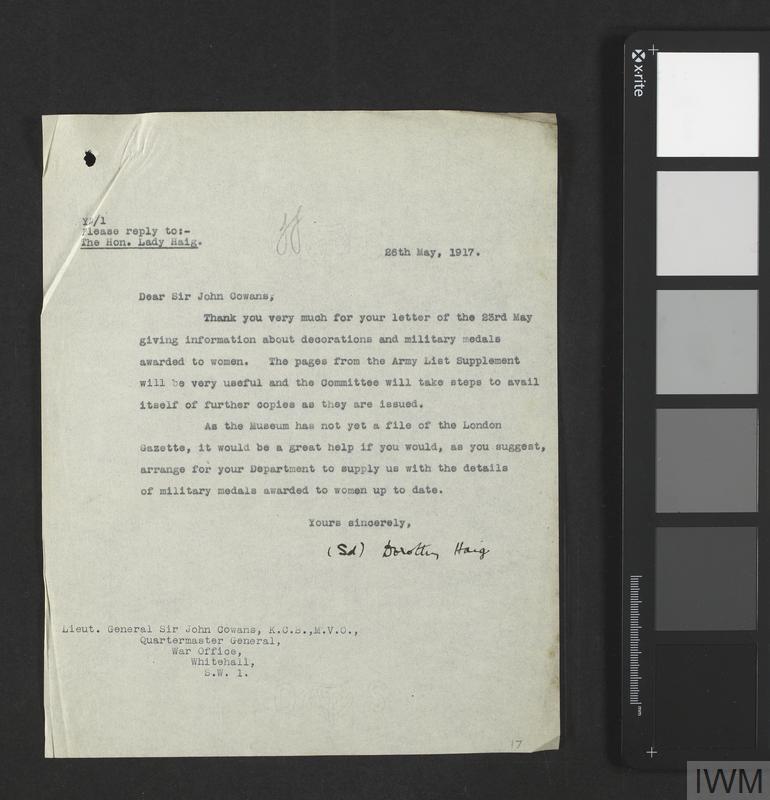 /1
Please reply to:-
The Hon. Lady Haig.
26th May, 1917.
Dear Sir John Cowans,
Thank you very much for your letter of the 23rd May
giving information about decorations and military medals
awarded to women. The pages from the Army List Supplement
will be very useful and the Committee will take steps to avail
itself of further copies as they are issued.
As the Museum has not yet a file of the London
Gazette, it would be a great help if you would, as you suggest,
arrange for your Department to supply us with the details
of military medals awarded to women up to date.
Yours sincerely,
(Sd) Dorothy Haig
Lieut. General Sir John Cowans, K.C.B.,M.V.O.,
Quartermaster General,
War Office,
Whitehall,
S.W. 1.
17
x-rite
mm
IWM